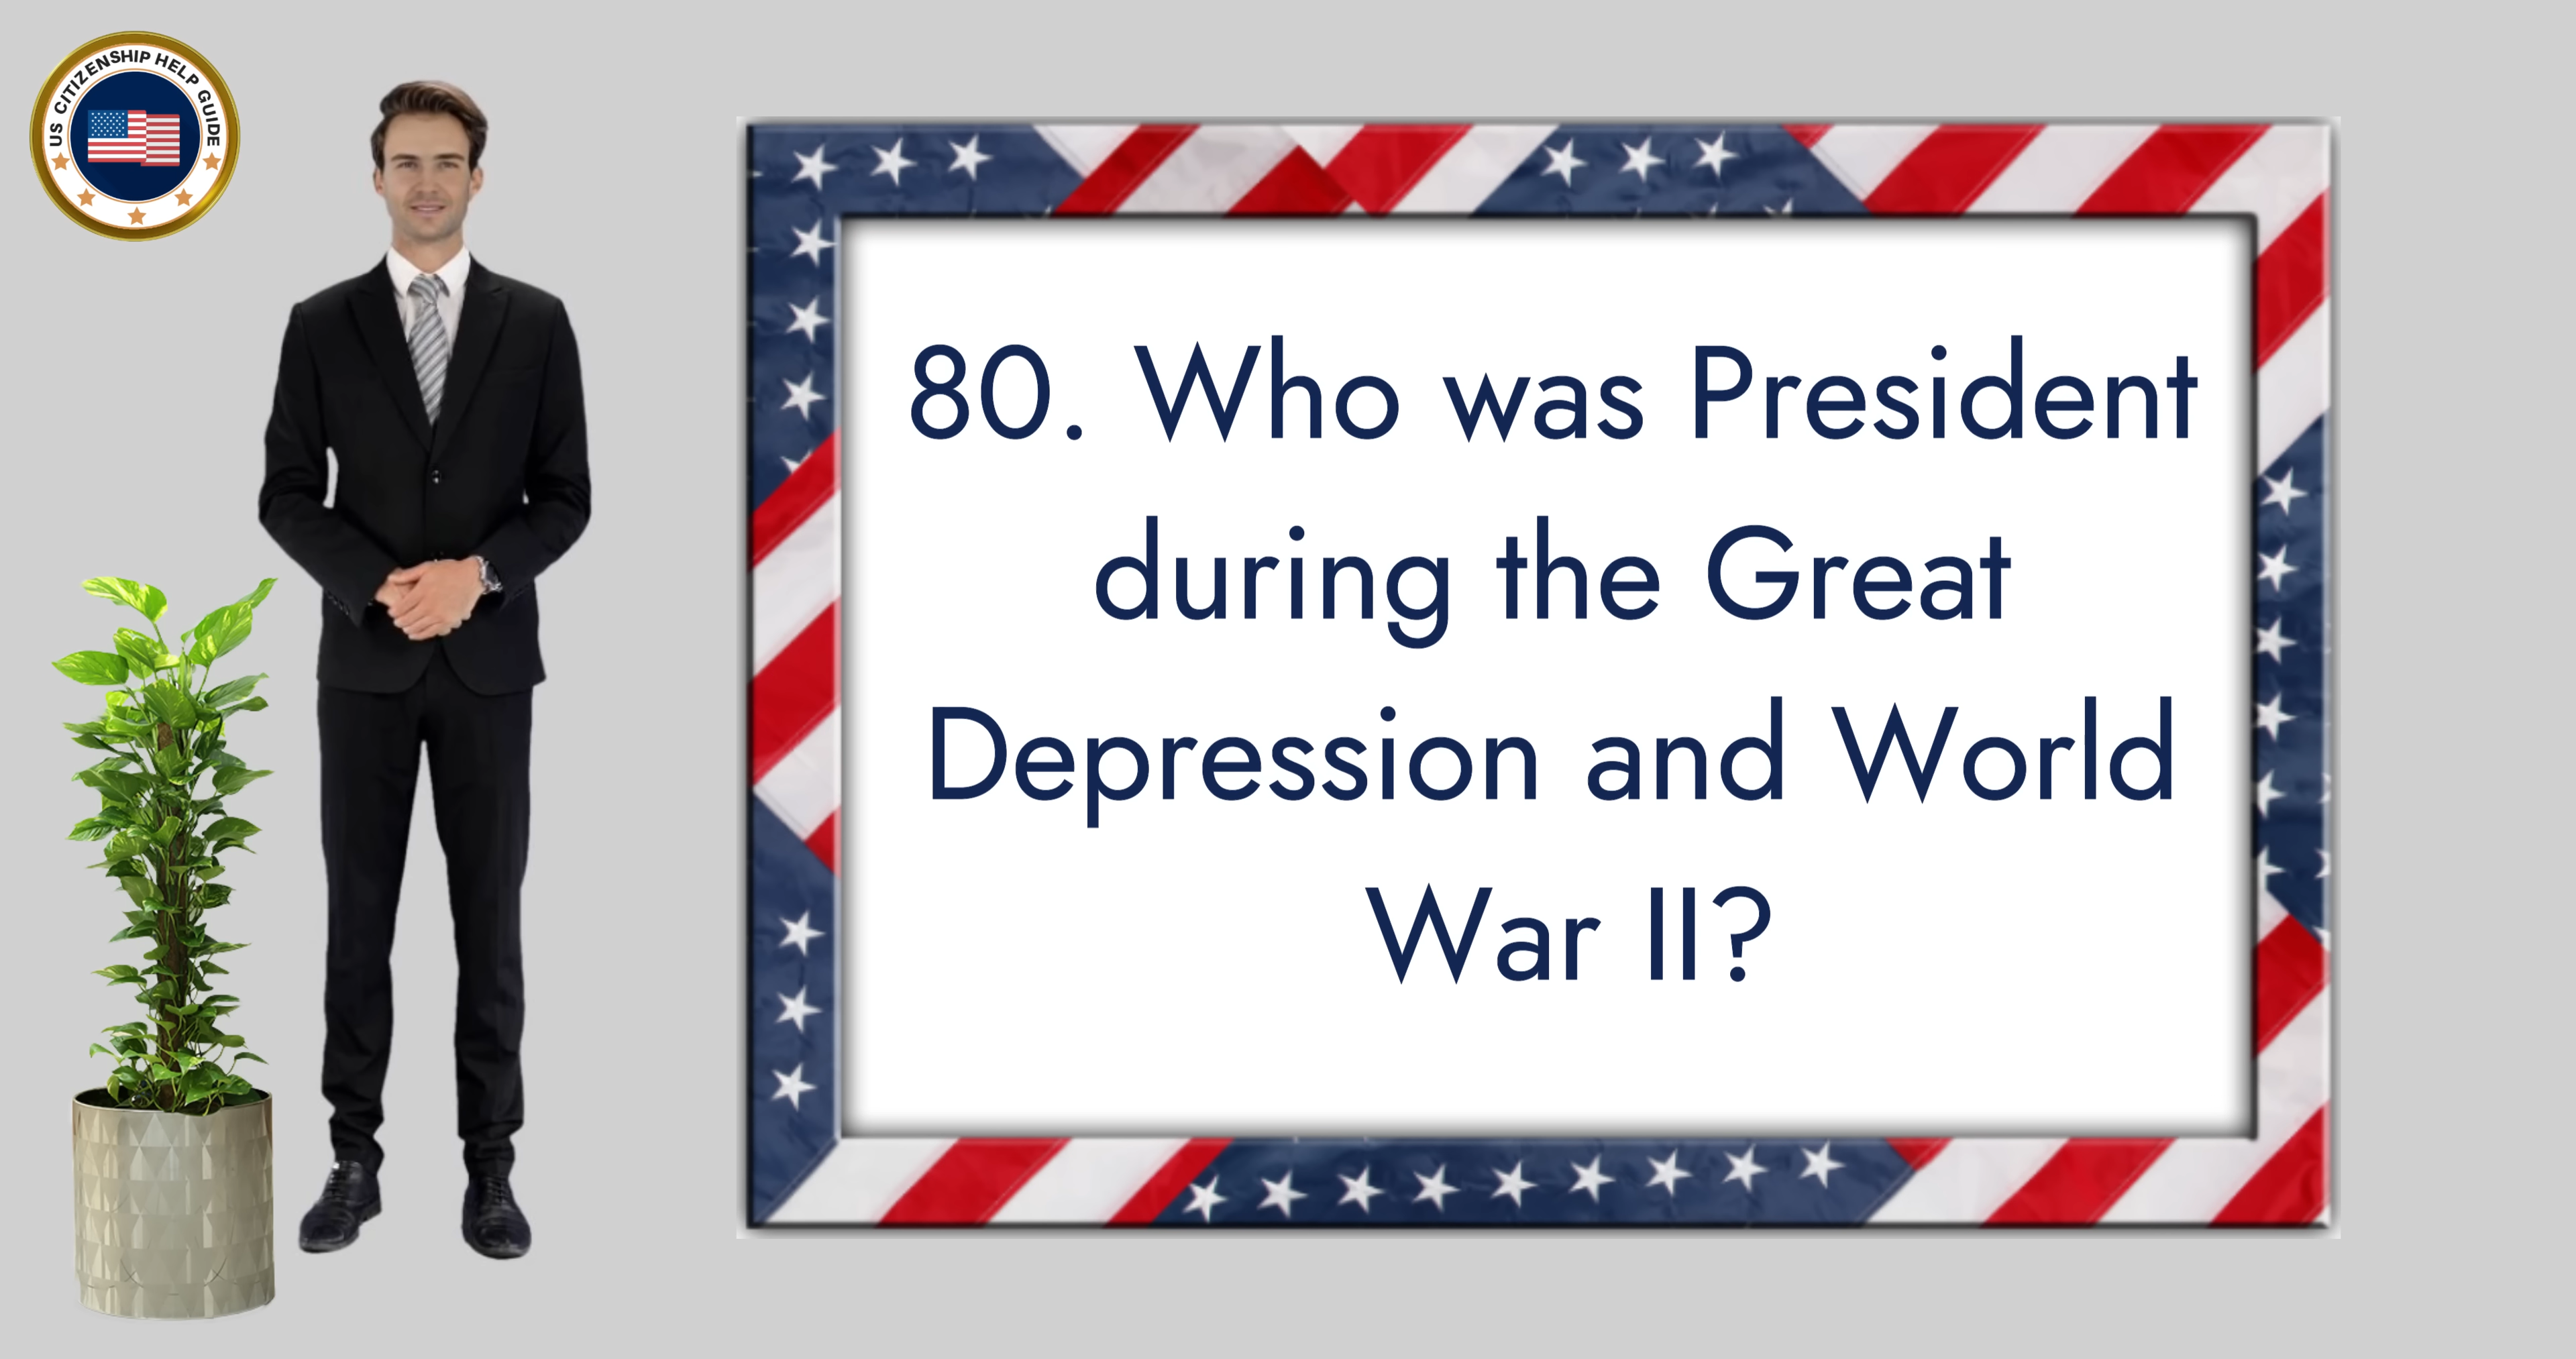 US CITIZENSHIP HELP GUIDE
80. Who was President
during the Great
Depression and World
War II?